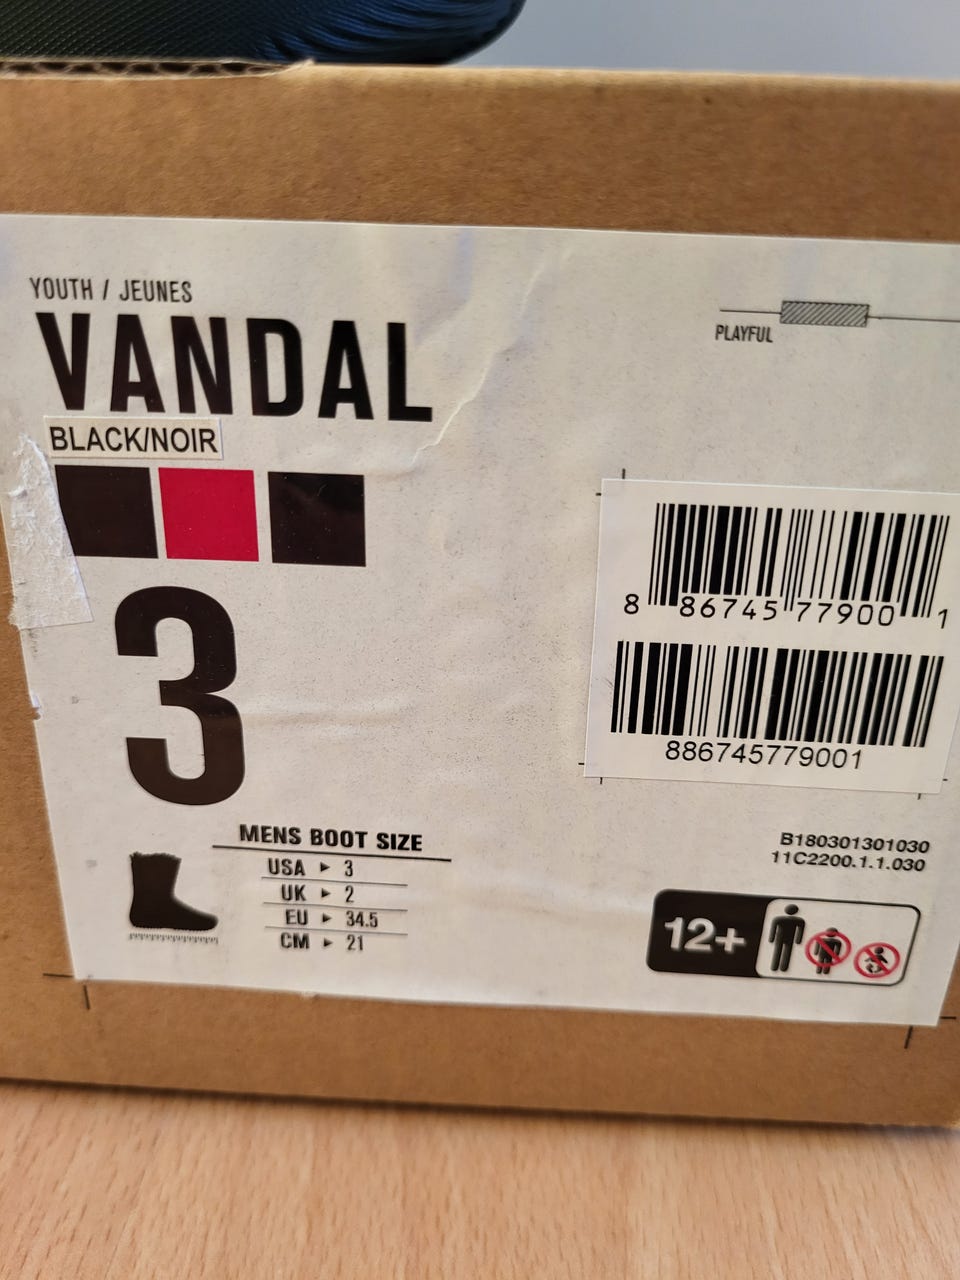 YOUTH / JEUNES
VANDAL
BLACK/NOIR
PLAYFUL
3
8 86745 77900 1
886745779001
MENS BOOT SIZE
USA ▸ 3
UK ▸ 2
EU ▸ 34.5
CM ▸ 21
B180301301030
11C2200.1.1.030
12+